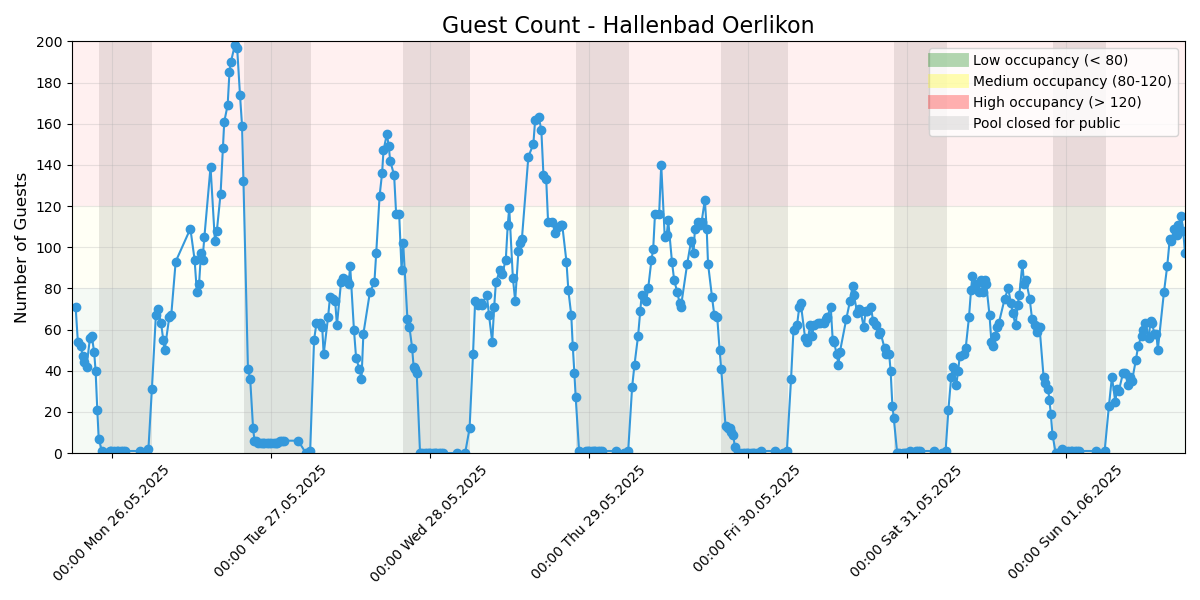 Guest Count - Hallenbad Oerlikon
Number of Guests
200
180
160
140
120
100
80
60
40
20
0
Low occupancy (< 80)
Medium occupancy (80-120)
High occupancy (> 120)
Pool closed for public
00:00 Mon 26.05.2025
00:00 Tue 27.05.2025
00:00 Wed 28.05.2025
00:00 Thu 29.05.2025
00:00 Fri 30.05.2025
00:00 Sat 31.05.2025
00:00 Sun 01.06.2025